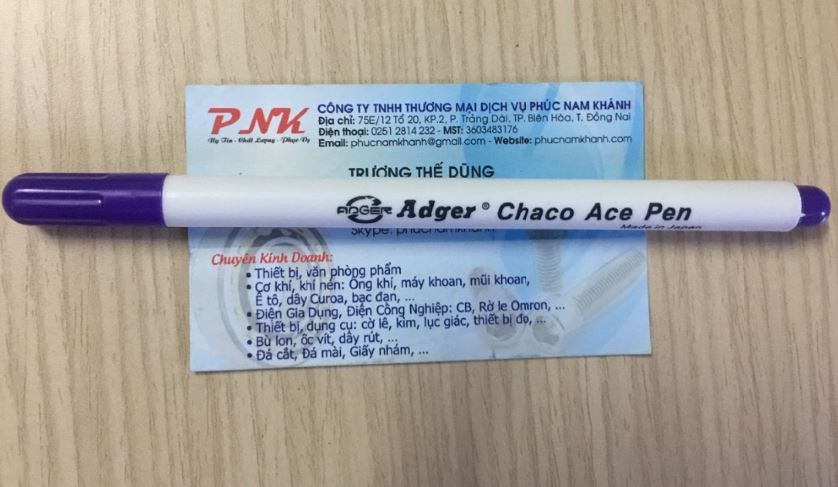 PNK
Uy Tín - Chất Lượng - Phục Vụ
CÔNG TY TNHH THƯƠNG MẠI DỊCH VỤ PHÚC NAM KHÁNH
Địa chỉ: 75E/12 Tổ 20, KP.2, P. Trảng Dài, TP. Biên Hòa, T. Đồng Nai
Điện thoại: 0251 2814 232 - MST: 3603483176
Email: phucnamkhanh@gmail.com - Website: phucnamkhanh.com
TRƯƠNG THẾ DŨNG
ADGER Adger ® Chaco Ace Pen
Made in Japan
Skype: phucnamkhanh
Chuyên Kinh Doanh:
• Thiết bị, văn phòng phẩm
• Cơ khí, khí nén: Ống khí, máy khoan, mũi khoan,
Ê tô, dây Curoa, bạc đạn, ...
• Điện Gia Dụng, Điện Công Nghiệp: CB, Rờ le Omron, ...
• Thiết bị, dụng cụ: cờ lê, kìm, lục giác, thiết bị đo, ...
• Bù lon, ốc vít, dây rút, ...
• Đá cắt, Đá mài, Giấy nhám, ...